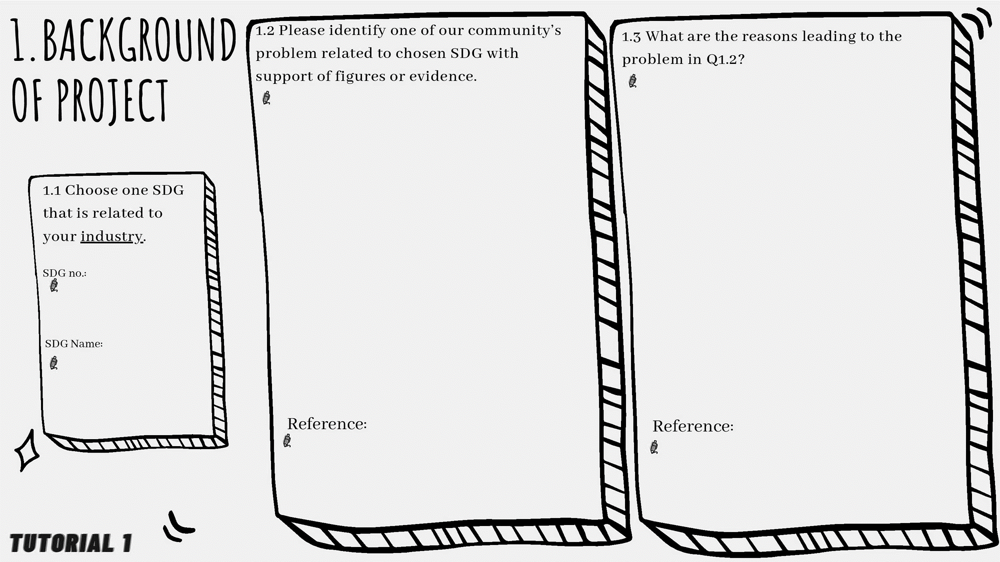 1. BACKGROUND
OF PROJECT
1.1 Choose one SDG
that is related to
your industry.
SDG no.:
SDG Name:
1.2 Please identify one of our community’s
problem related to chosen SDG with
support of figures or evidence.
Reference:
1.3 What are the reasons leading to the
problem in Q1.2?
Reference:
TUTORIAL 1